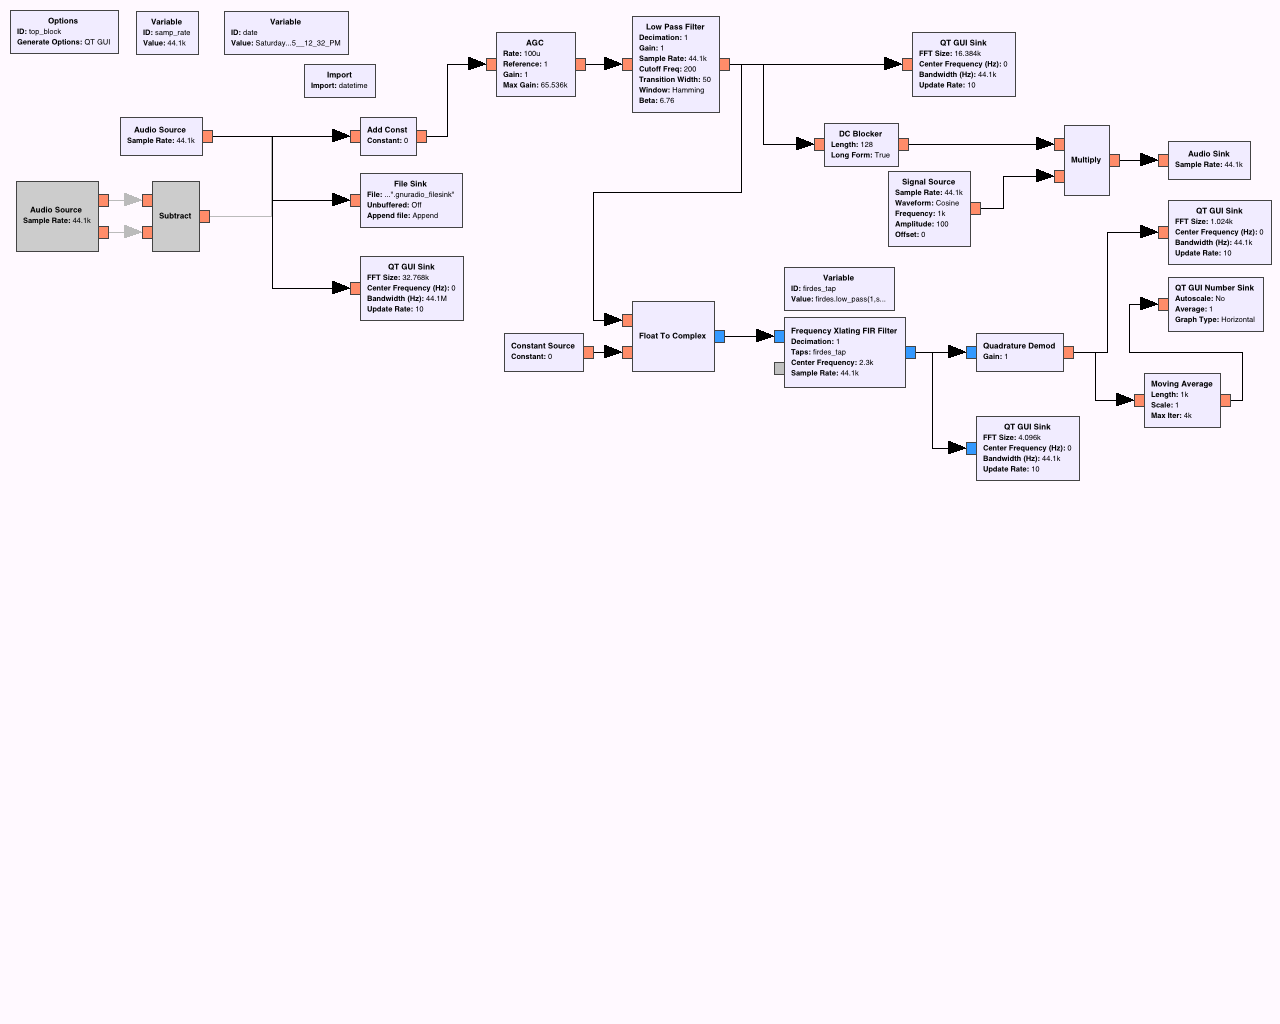 Options
ID: top_block
Generate Options: QT GUI
Variable
ID: samp_rate
Value: 44.1k
Variable
ID: date
Value: Saturday...5__12_32_PM
Import
Import: datetime
AGC
Rate: 100u
Reference: 1
Gain: 1
Max Gain: 65.536k
Low Pass Filter
Decimation: 1
Gain: 1
Sample Rate: 44.1k
Cutoff Freq: 200
Transition Width: 50
Window: Hamming
Beta: 6.76
QT GUI Sink
FFT Size: 16.384k
Center Frequency (Hz): 0
Bandwidth (Hz): 44.1k
Update Rate: 10
Audio Source
Sample Rate: 44.1k
Add Const
Constant: 0
DC Blocker
Length: 128
Long Form: True
Multiply
Audio Sink
Sample Rate: 44.1k
Audio Source
Sample Rate: 44.1k
Subtract
File Sink
File: ...".gnuradio_filesink"
Unbuffered: Off
Append file: Append
Signal Source
Sample Rate: 44.1k
Waveform: Cosine
Frequency: 1k
Amplitude: 100
Offset: 0
QT GUI Sink
FFT Size: 1.024k
Center Frequency (Hz): 0
Bandwidth (Hz): 44.1k
Update Rate: 10
QT GUI Sink
FFT Size: 32.768k
Center Frequency (Hz): 0
Bandwidth (Hz): 44.1M
Update Rate: 10
Variable
ID: firdes_tap
Value: firdes.low_pass(1,s...
QT GUI Number Sink
Autoscale: No
Average: 1
Graph Type: Horizontal
Constant Source
Constant: 0
Float To Complex
Frequency Xlating FIR Filter
Decimation: 1
Taps: firdes_tap
Center Frequency: 2.3k
Sample Rate: 44.1k
Quadrature Demod
Gain: 1
Moving Average
Length: 1k
Scale: 1
Max Iter: 4k
QT GUI Sink
FFT Size: 4.096k
Center Frequency (Hz): 0
Bandwidth (Hz): 44.1k
Update Rate: 10